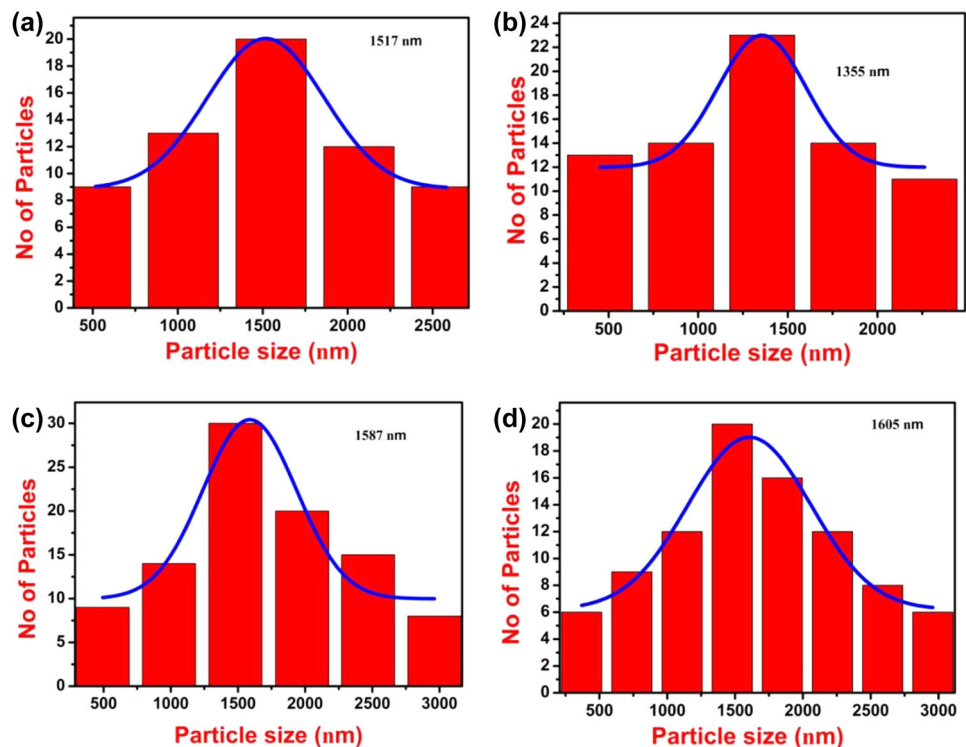 (a)
1517 nm
20
18
16
14
12
10
8
6
4
2
0
No of Particles
500 1000 1500 2000 2500
Particle size (nm)
(b)
1355 nm
24
22
20
18
16
14
12
10
8
6
4
2
0
No of Particles
500 1000 1500 2000
Particle size (nm)
(c)
1587 nm
30
25
20
15
10
5
0
No of Particles
500 1000 1500 2000 2500 3000
Particle size (nm)
(d)
1605 nm
20
18
16
14
12
10
8
6
4
2
0
No of Particles
500 1000 1500 2000 2500 3000
Particle size (nm)